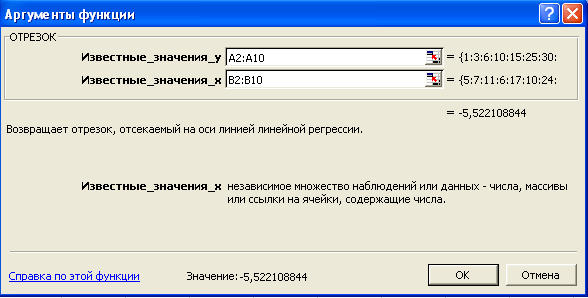 Аргументы функции
ОТРЕЗОК
Известные_значения_y A2:A10 = {1:3:6:10:15:25:30:
Известные_значения_x B2:B10 = {5:7:11:6:17:10:24:
= -5,522108844
Возвращает отрезок, отсекаемый на оси линией линейной регрессии.
Известные_значения_x независимое множество наблюдений или данных - числа, массивы
или ссылки на ячейки, содержащие числа.
Справка по этой функции Значение:-5,522108844 ОК Отмена